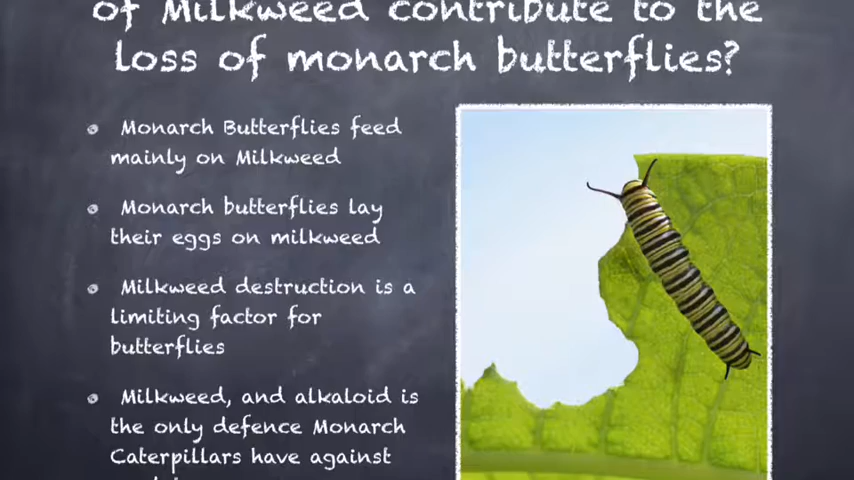 of Milkweed contribute to the
loss of monarch butterflies?
Monarch Butterflies feed
mainly on Milkweed
Monarch butterflies lay
their eggs on milkweed
Milkweed destruction is a
limiting factor for
butterflies
Milkweed, and alkaloid is
the only defence Monarch
Caterpillars have against